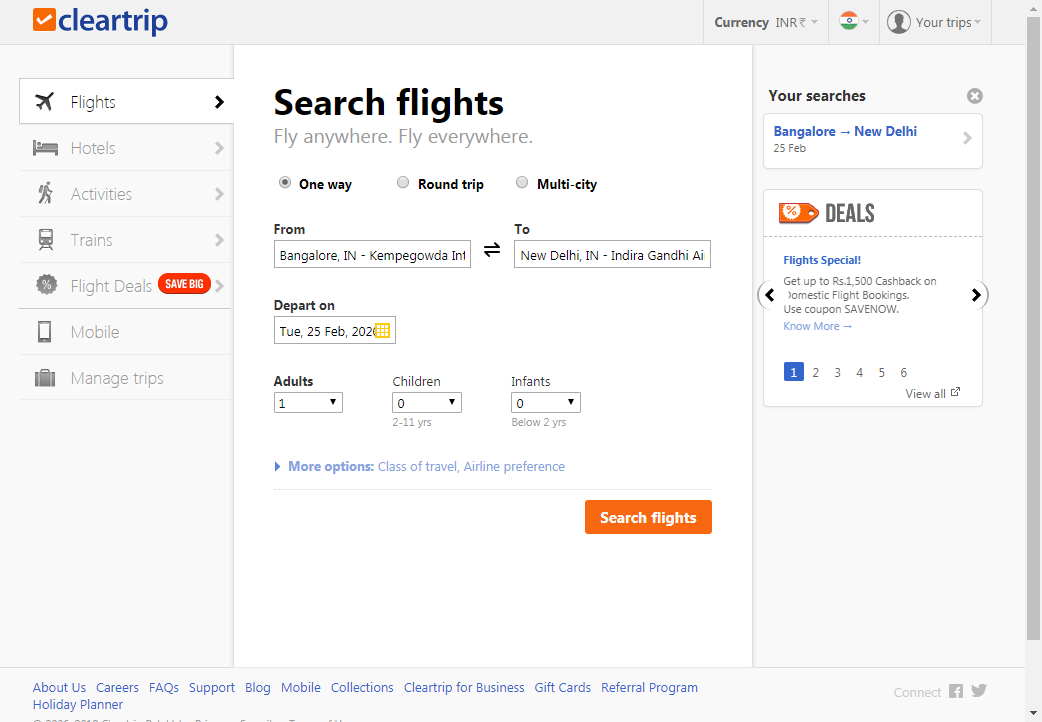 cleartrip
Currency INR ₹
Your trips
Flights
Hotels
Activities
Trains
Flight Deals SAVE BIG
Mobile
Manage trips
Search flights
Fly anywhere. Fly everywhere.
One way Round trip Multi-city
From To
Bangalore, IN - Kempegowda Int New Delhi, IN - Indira Gandhi Ai
Depart on
Tue, 25 Feb, 2020
Adults Children Infants
1 0 0
2-11 yrs Below 2 yrs
More options: Class of travel, Airline preference
Search flights
Your searches
Bangalore → New Delhi
25 Feb
% DEALS
Flights Special!
Get up to Rs.1,500 Cashback on
Domestic Flight Bookings.
Use coupon SAVENOW.
Know More →
1 2 3 4 5 6
View all
About Us Careers FAQs Support Blog Mobile Collections Cleartrip for Business Gift Cards Referral Program
Holiday Planner
Connect